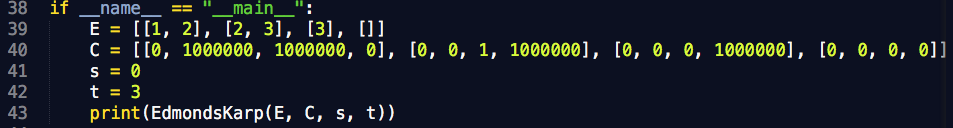 38 if __name__ == "__main__":
39     E = [[1, 2], [2, 3], [3], []]
40     C = [[0, 1000000, 1000000, 0], [0, 0, 1, 1000000], [0, 0, 0, 1000000], [0, 0, 0, 0]]
41     s = 0
42     t = 3
43     print(EdmondsKarp(E, C, s, t))